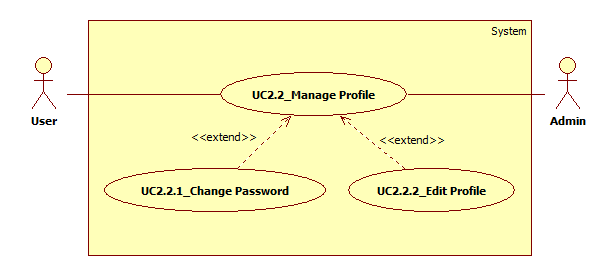 System
UC2.2_Manage Profile
User
Admin
<<extend>>
<<extend>>
UC2.2.1_Change Password
UC2.2.2_Edit Profile